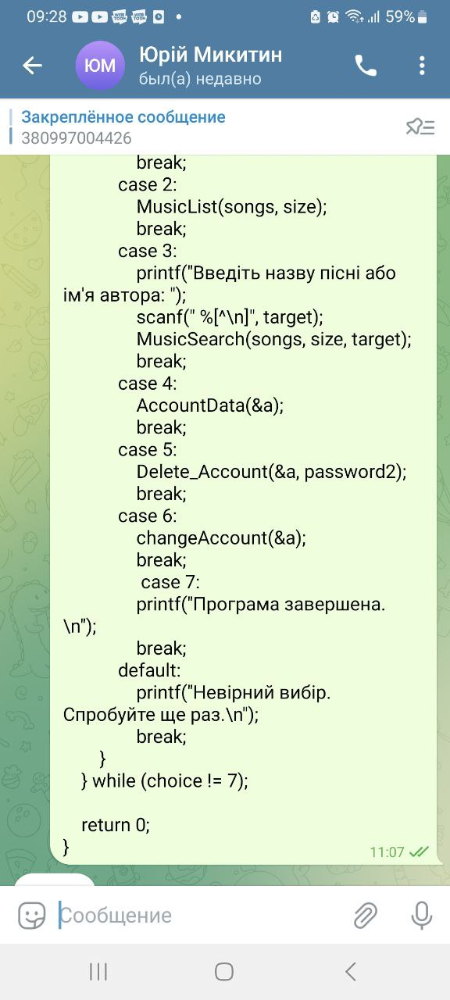 09:28
59%
ЮМ
Юрій Микитин
был(а) недавно
Закреплённое сообщение
380997004426
break;
case 2:
MusicList(songs, size);
break;
case 3:
printf("Введіть назву пісні або
ім'я автора: ");
scanf(" %[^\n]", target);
MusicSearch(songs, size, target);
break;
case 4:
AccountData(&a);
break;
case 5:
Delete_Account(&a, password2);
break;
case 6:
changeAccount(&a);
break;
case 7:
printf("Програма завершена.
\n");
break;
default:
printf("Невірний вибір.
Спробуйте ще раз.\n");
break;
}
} while (choice != 7);
return 0;
}
11:07
Сообщение